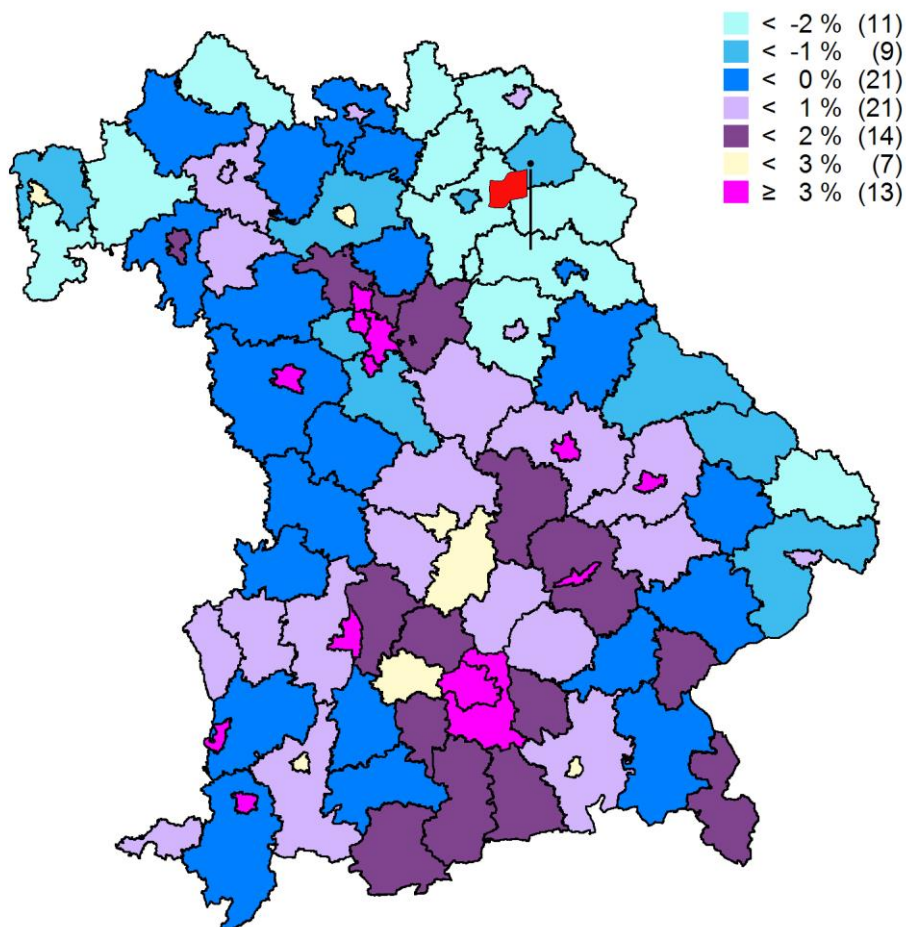 < -2 % (11)
< -1 % (9)
< 0 % (21)
< 1 % (21)
< 2 % (14)
< 3 % (7)
≥ 3 % (13)